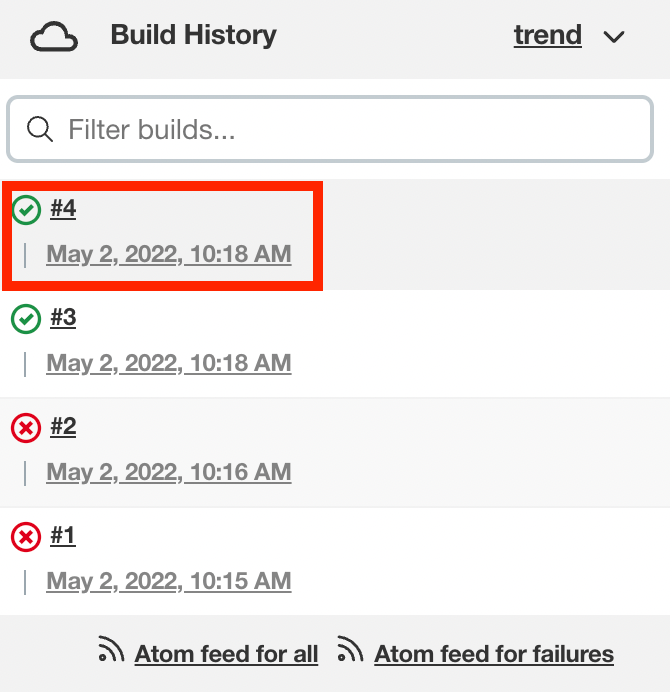 Build History trend
Filter builds...
#4
May 2, 2022, 10:18 AM
#3
May 2, 2022, 10:18 AM
#2
May 2, 2022, 10:16 AM
#1
May 2, 2022, 10:15 AM
Atom feed for all Atom feed for failures